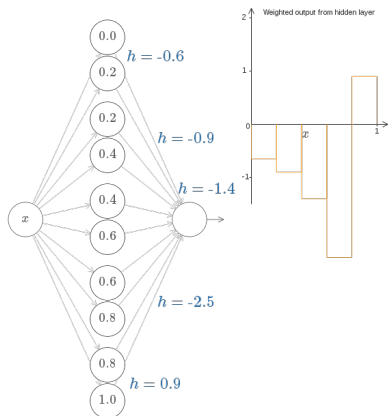 Weighted output from hidden layer
2
1
0
-1
x
1
0.0
h = -0.6
0.2
0.2
h = -0.9
0.4
0.4
h = -1.4
x
0.6
0.6
h = -2.5
0.8
0.8
h = 0.9
1.0